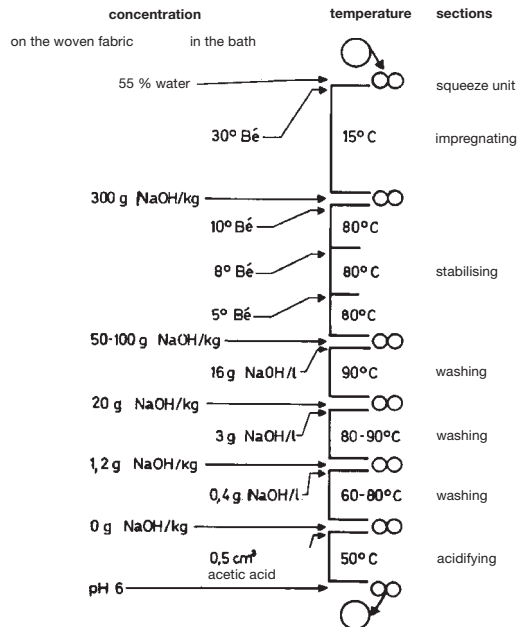 concentration temperature sections
on the woven fabric in the bath
55 % water squeeze unit
30° Bé 15°C impregnating
300 g NaOH/kg
10° Bé 80°C
8° Bé 80°C stabilising
5° Bé 80°C
50-100 g NaOH/kg
16 g NaOH/l 90°C washing
20 g NaOH/kg
3 g NaOH/l 80-90°C washing
1,2 g NaOH/kg
0,4 g NaOH/l 60-80°C washing
0 g NaOH/kg
0,5 cm³ 50°C acidifying
acetic acid
pH 6